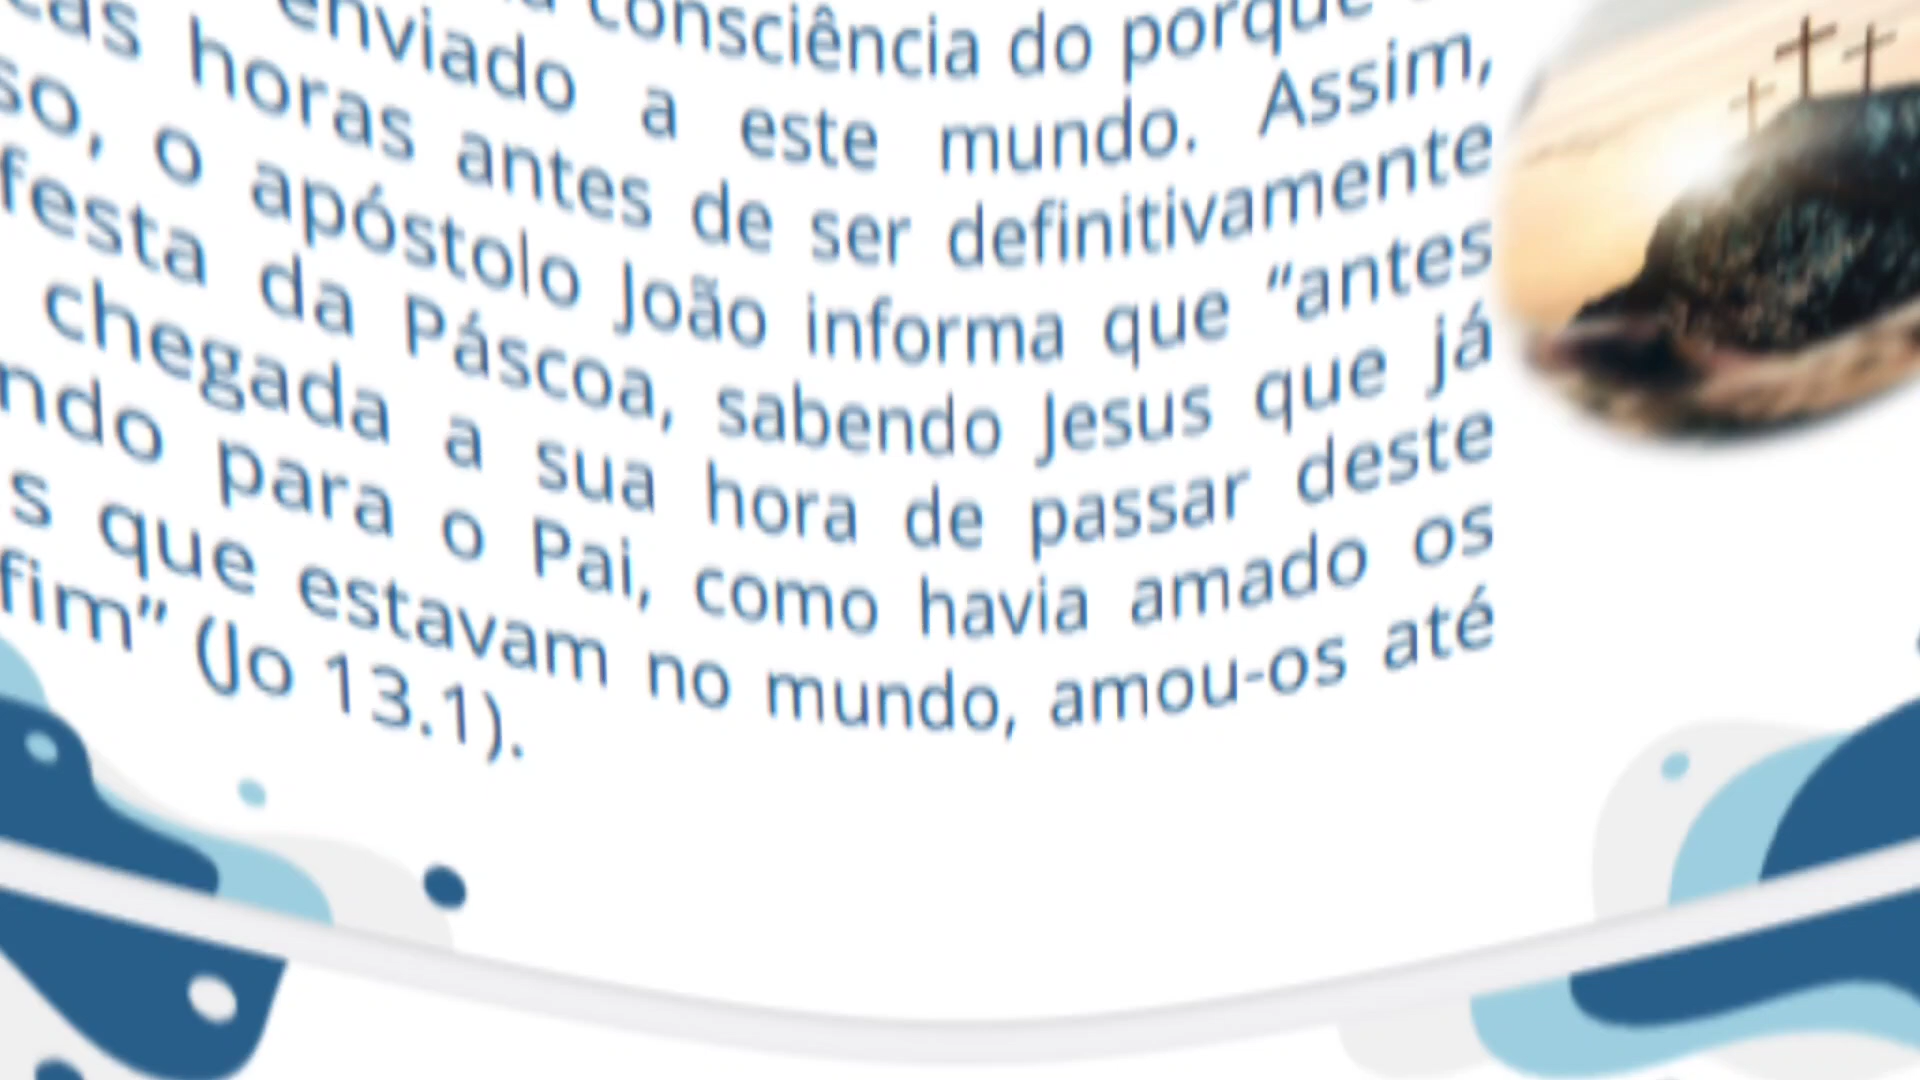 consciência do porque
enviado a este mundo. Assim,
cas horas antes de ser definitivamente
so, o apóstolo João informa que “antes
festa da Páscoa, sabendo Jesus que já
chegada a sua hora de passar deste
ndo para o Pai, como havia amado os
s que estavam no mundo, amou-os até
fim” (Jo 13.1).